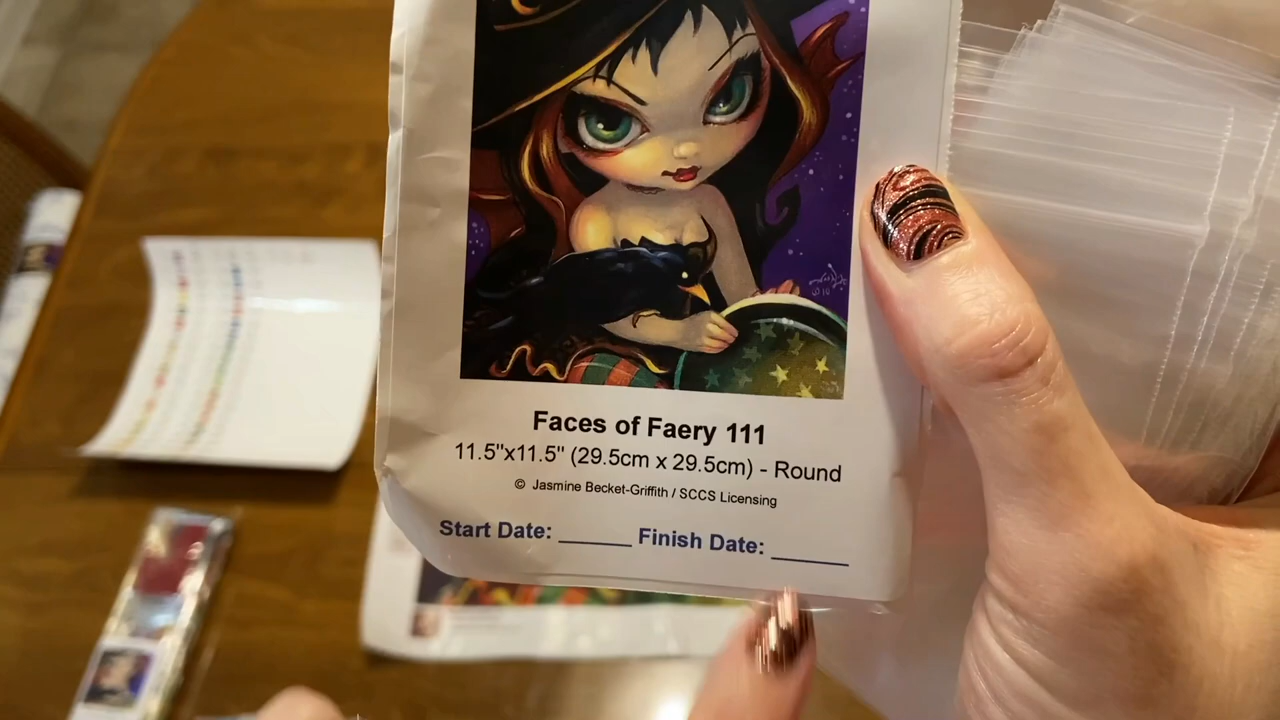 Faces of Faery 111
11.5"x11.5" (29.5cm x 29.5cm) - Round
© Jasmine Becket-Griffith / SCCS Licensing
Start Date: ______ Finish Date: ______